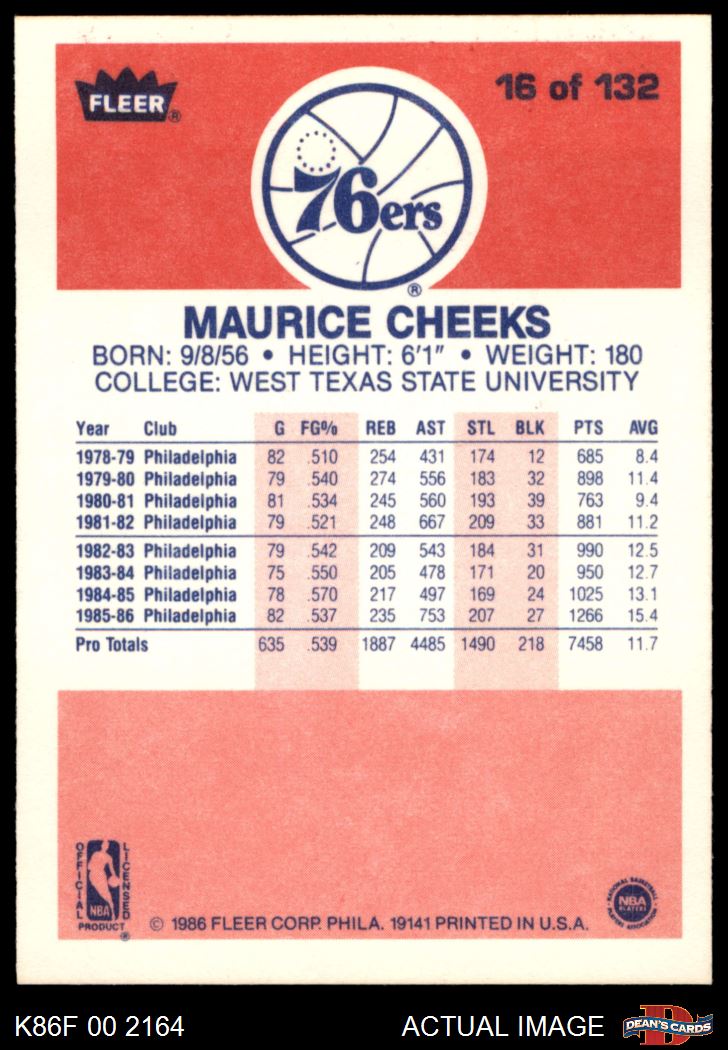 FLEER®
16 of 132
76ers
®
MAURICE CHEEKS
BORN: 9/8/56 • HEIGHT: 6'1" • WEIGHT: 180
COLLEGE: WEST TEXAS STATE UNIVERSITY
Year Club G FG% REB AST STL BLK PTS AVG
1978-79 Philadelphia 82 .510 254 431 174 12 685 8.4
1979-80 Philadelphia 79 .540 274 556 183 32 898 11.4
1980-81 Philadelphia 81 .534 245 560 193 39 763 9.4
1981-82 Philadelphia 79 .521 248 667 209 33 881 11.2
1982-83 Philadelphia 79 .542 209 543 184 31 990 12.5
1983-84 Philadelphia 75 .550 205 478 171 20 950 12.7
1984-85 Philadelphia 78 .570 217 497 169 24 1025 13.1
1985-86 Philadelphia 82 .537 235 753 207 27 1266 15.4
Pro Totals 635 .539 1887 4485 1490 218 7458 11.7
OFFICIAL
LICENSED
NBA
PRODUCT
®
© 1986 FLEER CORP. PHILA. 19141 PRINTED IN U.S.A.
NATIONAL BASKETBALL
NBA
PLAYERS
PLAYERS ASSOCIATION
K86F 00 2164
ACTUAL IMAGE
DEAN'S CARDS